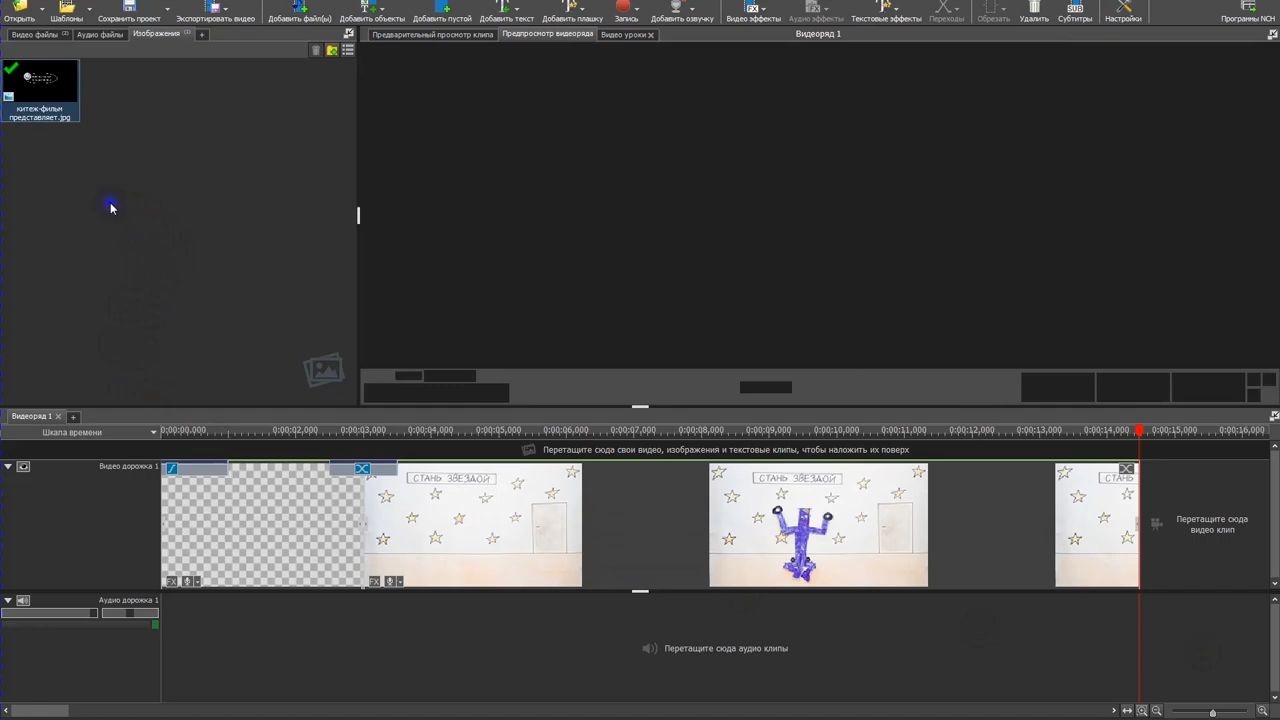 Открыть Шаблоны Сохранить проект Экспортировать видео Добавить файл(ы) Добавить объекты Добавить пустой Добавить текст Добавить плашку Запись Добавить озвучку Видео эффекты Аудио эффекты Текстовые эффекты Переходы Обрезать Удалить Субтитры Настройки Программы NCH
Видео файлы (2) Аудио файлы Изображения (1) +
Предварительный просмотр клипа Предпросмотр видеоряда Видео уроки Видеоряд 1
китеж-фильм
представляет.jpg
Видеоряд 1 +
Шкала времени 0:00:00,000 0:00:02,000 0:00:03,000 0:00:04,000 0:00:05,000 0:00:06,000 0:00:07,000 0:00:08,000 0:00:09,000 0:00:10,000 0:00:11,000 0:00:12,000 0:00:13,000 0:00:14,000 0:00:15,000 0:00:16,000
Перетащите сюда свои видео, изображения и текстовые клипы, чтобы наложить их поверх
Видео дорожка 1
СТАНЬ ЗВЕЗДОЙ
СТАНЬ ЗВЕЗДОЙ
СТАНЬ
Перетащите сюда
видео клип
FX FX
Аудио дорожка 1
Перетащите сюда аудио клипы